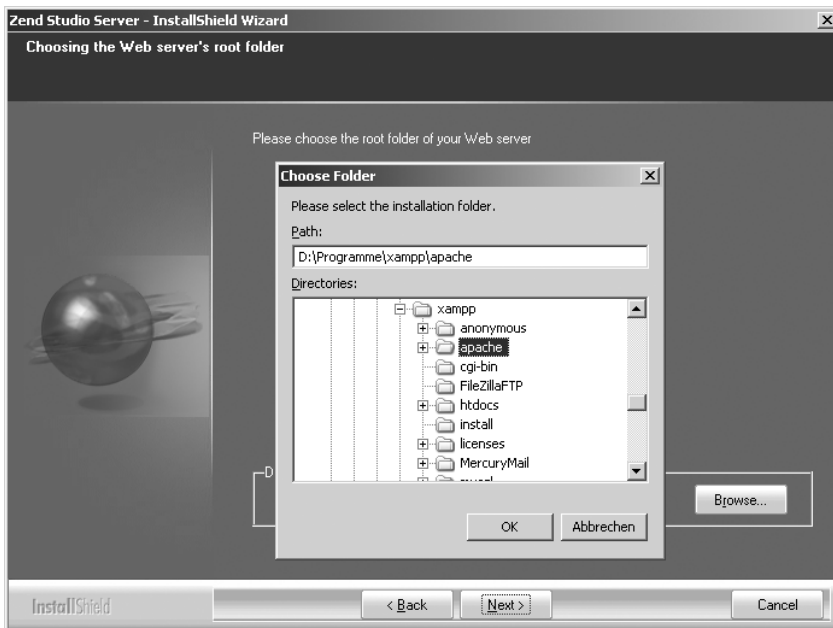 Zend Studio Server - InstallShield Wizard
Choosing the Web server's root folder
Please choose the root folder of your Web server
Choose Folder
Please select the installation folder.
Path:
D:\Programme\xampp\apache
Directories:
xampp
anonymous
apache
cgi-bin
FileZillaFTP
htdocs
install
licenses
MercuryMail
D
Browse...
OK Abbrechen
InstallShield
< Back Next > Cancel